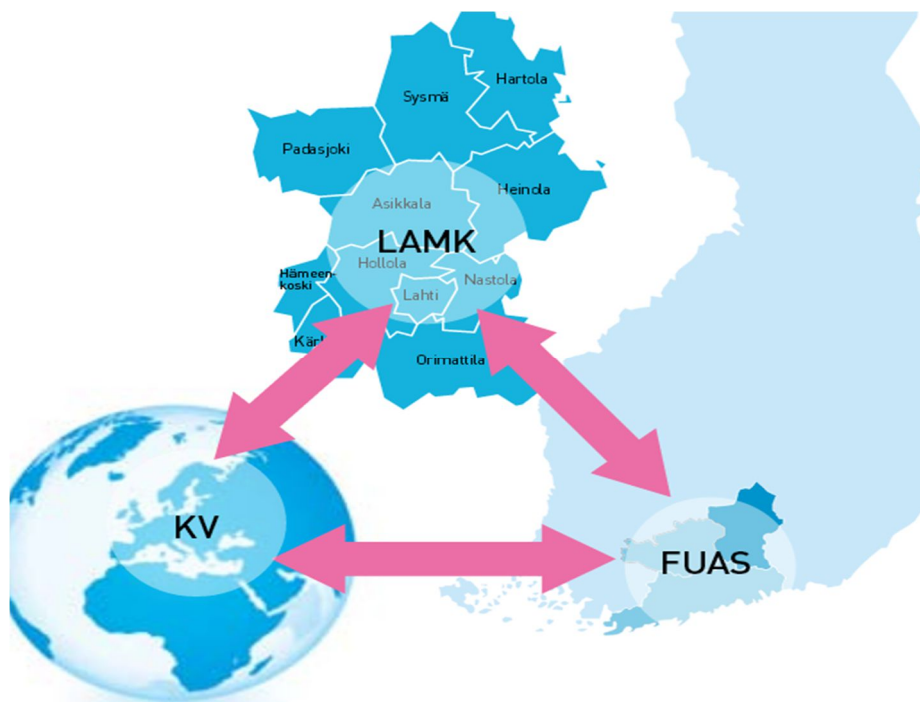 Hartola
Sysmä
Padasjoki
Heinola
Asikkala
LAMK
Hollola
Hämeen-
koski
Nastola
Lahti
Orimattila
KV
FUAS